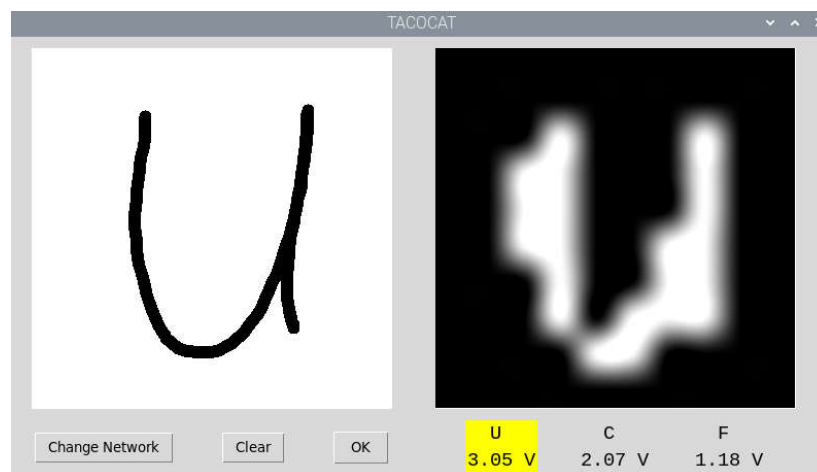 TACOCAT
u
Change Network Clear OK
U C F
3.05 V 2.07 V 1.18 V